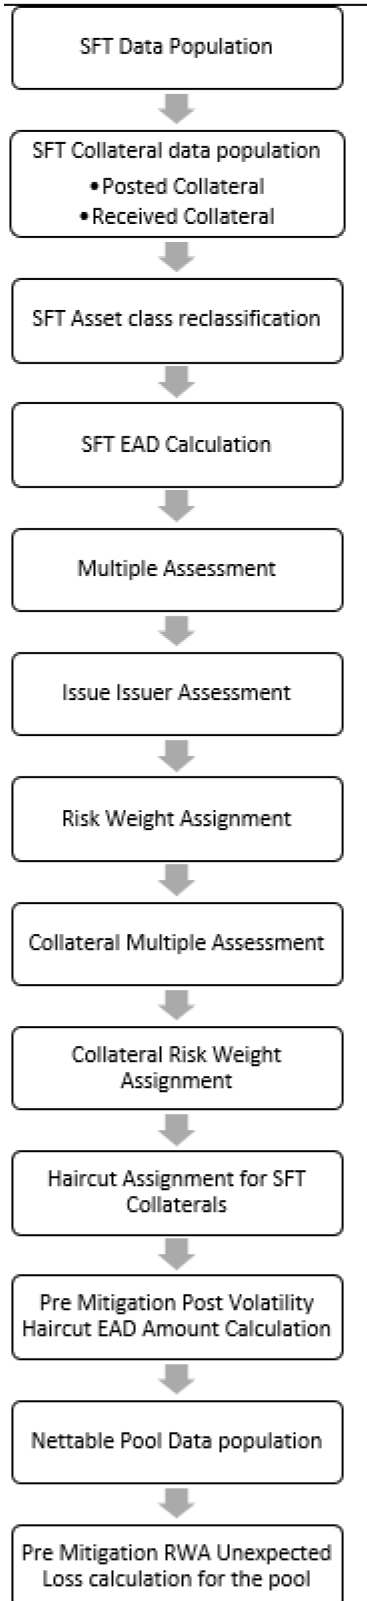 SFT Data Population
SFT Collateral data population
•Posted Collateral
•Received Collateral
SFT Asset class reclassification
SFT EAD Calculation
Multiple Assessment
Issue Issuer Assessment
Risk Weight Assignment
Collateral Multiple Assessment
Collateral Risk Weight
Assignment
Haircut Assignment for SFT
Collaterals
Pre Mitigation Post Volatility
Haircut EAD Amount Calculation
Nettable Pool Data population
Pre Mitigation RWA Unexpected
Loss calculation for the pool